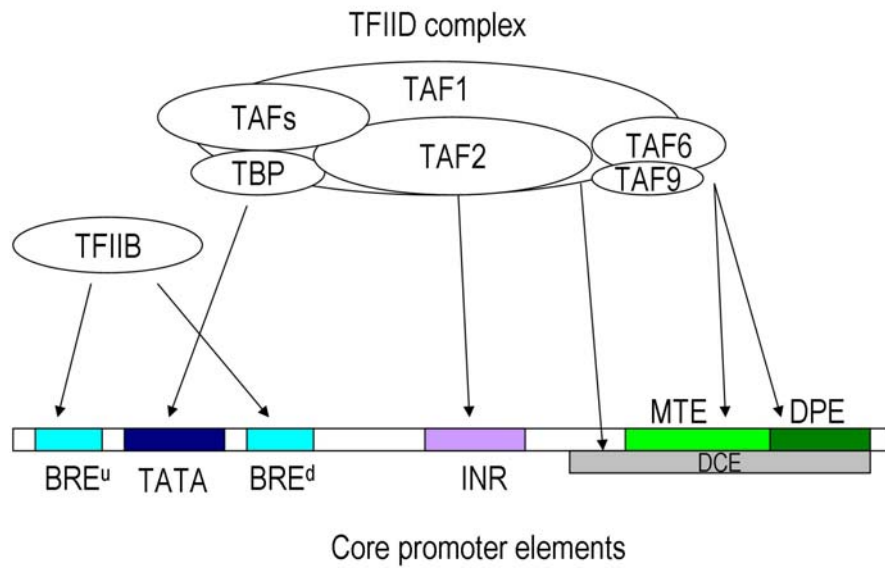 TFIID complex
TAF1
TAFs
TAF2
TAF6
TBP
TAF9
TFIIB
MTE
DPE
BREᵘ
TATA
BREᵈ
INR
DCE
Core promoter elements